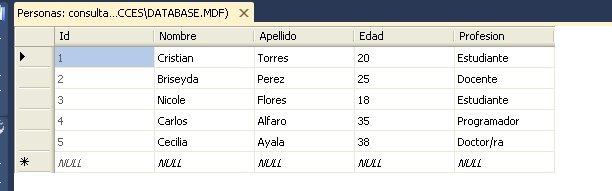 Personas: consulta...CCES\DATABASE.MDF)
Id Nombre Apellido Edad Profesion
1 Cristian Torres 20 Estudiante
2 Briseyda Perez 25 Docente
3 Nicole Flores 18 Estudiante
4 Carlos Alfaro 35 Programador
5 Cecilia Ayala 38 Doctor/ra
NULL NULL NULL NULL NULL